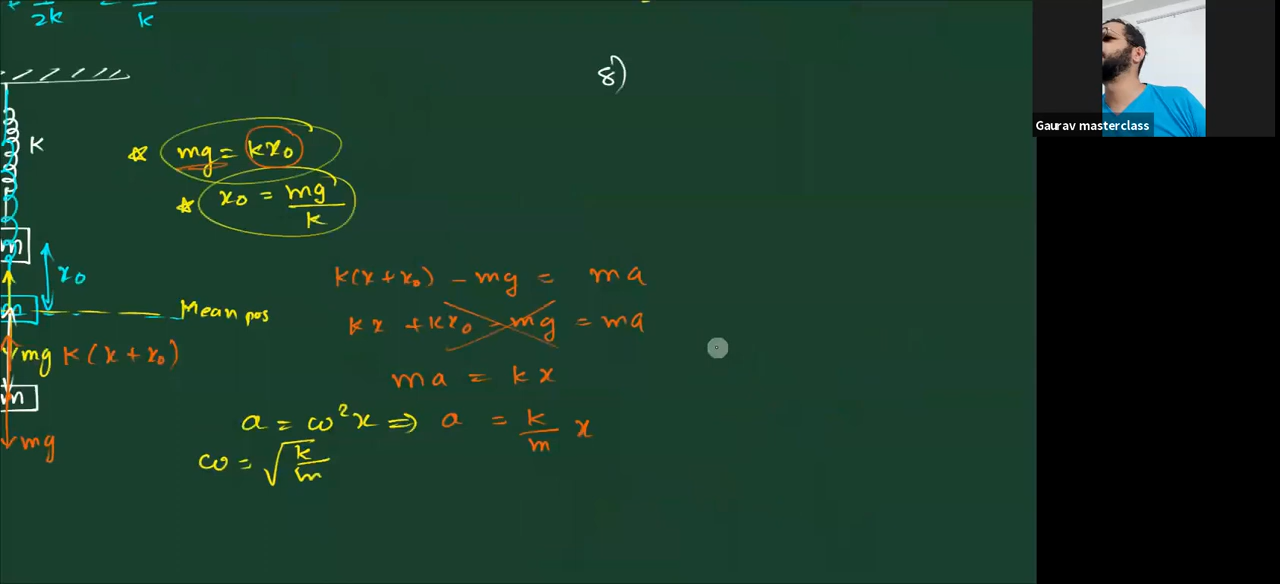 2k k
8)
K
mg = kx₀
x₀ = mg/k
x₀
k(x + x₀) - mg = ma
Mean pos
kx + kx₀ - mg = ma
mg K(x + x₀)
ma = kx
m
a = ω²x ⇒ a = k/m x
mg
ω = √(k/m)
Gaurav masterclass